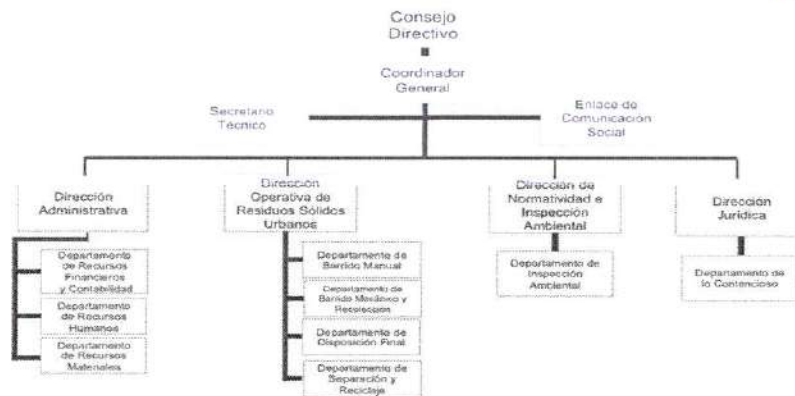 Consejo
Directivo
Coordinador
General
Secretario
Técnico
Enlace de
Comunicación
Social
Dirección
Administrativa
Departamento
de Recursos
Financieros
y Contabilidad
Departamento
de Recursos
Humanos
Departamento
de Recursos
Materiales
Dirección
Operativa de
Residuos Sólidos
Urbanos
Departamento de
Barrido Manual
Departamento de
Barrido Mecánico y
Recolección
Departamento de
Disposición Final
Departamento de
Separación y
Reciclaje
Dirección de
Normatividad e
Inspección
Ambiental
Departamento de
Inspección
Ambiental
Dirección
Jurídica
Departamento de
lo Contencioso